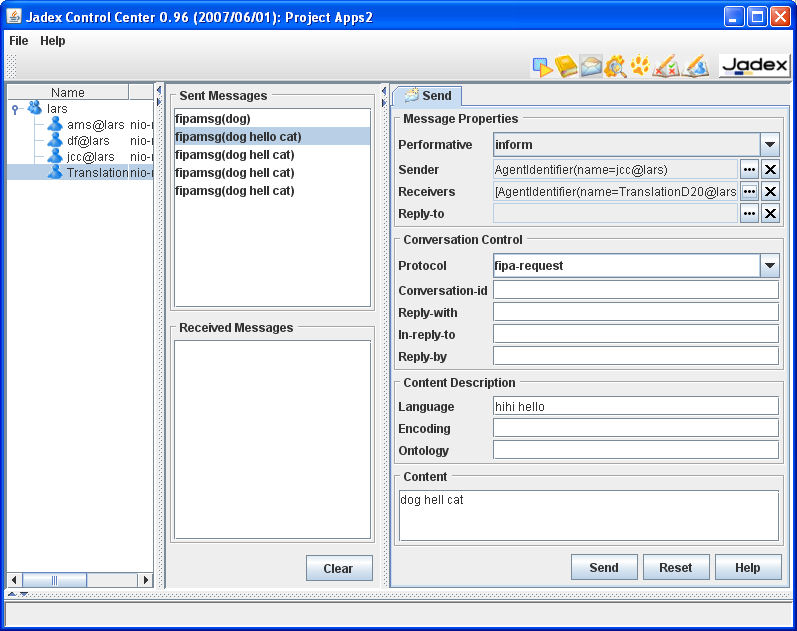 Jadex Control Center 0.96 (2007/06/01): Project Apps2
File Help
Jadex
Name
lars
ams@lars nio-r
df@lars nio-r
jcc@lars nio-r
Translation nio-r
Sent Messages
fipamsg(dog)
fipamsg(dog hello cat)
fipamsg(dog hell cat)
fipamsg(dog hell cat)
fipamsg(dog hell cat)
Received Messages
Clear
Send
Message Properties
Performative inform
Sender AgentIdentifier(name=jcc@lars)
Receivers [AgentIdentifier(name=TranslationD20@lars
Reply-to
Conversation Control
Protocol fipa-request
Conversation-id
Reply-with
In-reply-to
Reply-by
Content Description
Language hihi hello
Encoding
Ontology
Content
dog hell cat
Send Reset Help